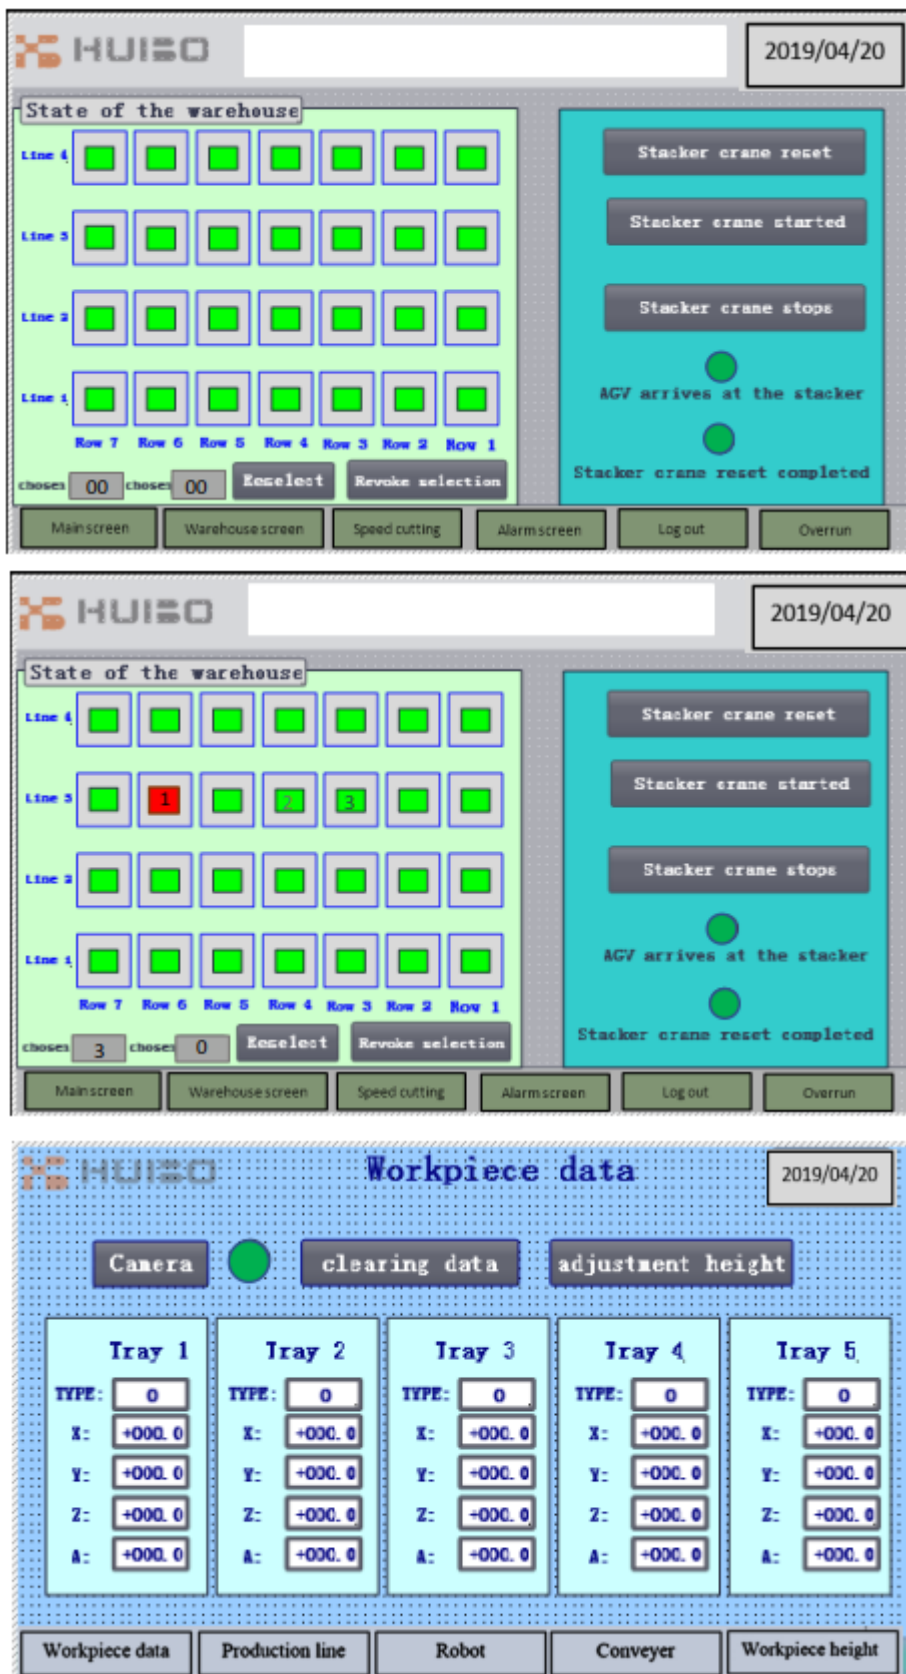 HUIBO 2019/04/20
State of the warehouse
Line 4 Stacker crane reset
Line 3 Stacker crane started
Line 2 Stacker crane stops
AGV arrives at the stacker
Line 1
Row 7 Row 6 Row 5 Row 4 Row 3 Row 2 Row 1
Stacker crane reset completed
chosen 00 chosen 00 Reselect Revoke selection
Main screen Warehouse screen Speed cutting Alarm screen Log out Overrun
HUIBO 2019/04/20
State of the warehouse
Line 4 Stacker crane reset
Line 3 1 2 3 Stacker crane started
Line 2 Stacker crane stops
AGV arrives at the stacker
Line 1
Row 7 Row 6 Row 5 Row 4 Row 3 Row 2 Row 1
Stacker crane reset completed
chosen 3 chosen 0 Reselect Revoke selection
Main screen Warehouse screen Speed cutting Alarm screen Log out Overrun
HUIBO Workpiece data 2019/04/20
Camera clearing data adjustment height
Tray 1 Tray 2 Tray 3 Tray 4 Tray 5
TYPE: 0 TYPE: 0 TYPE: 0 TYPE: 0 TYPE: 0
X: +000.0 X: +000.0 X: +000.0 X: +000.0 X: +000.0
Y: +000.0 Y: +000.0 Y: +000.0 Y: +000.0 Y: +000.0
Z: +000.0 Z: +000.0 Z: +000.0 Z: +000.0 Z: +000.0
A: +000.0 A: +000.0 A: +000.0 A: +000.0 A: +000.0
Workpiece data Production line Robot Conveyer Workpiece height